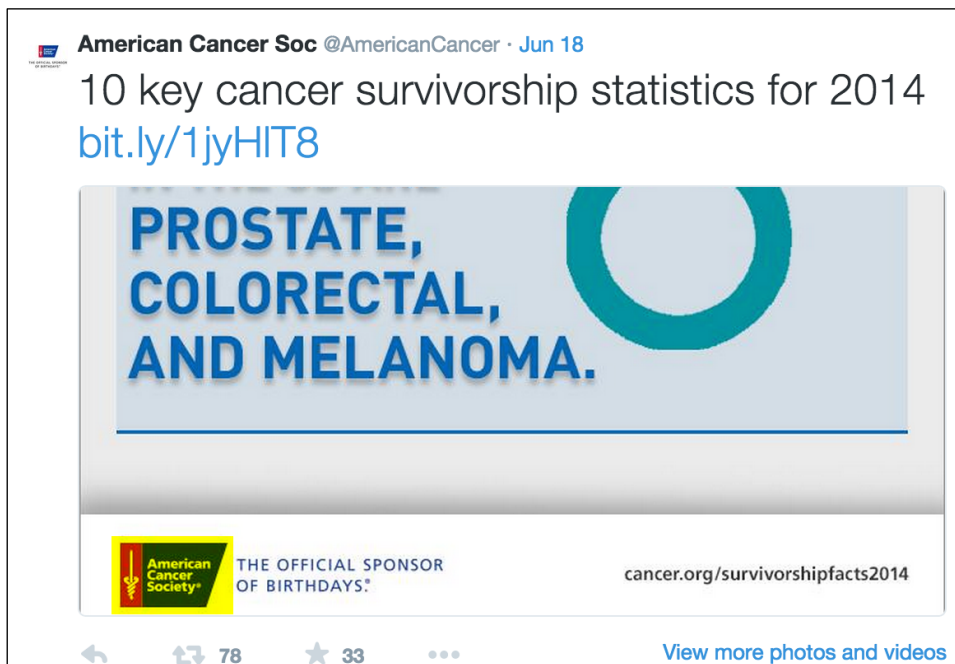 American Cancer Soc @AmericanCancer · Jun 18
10 key cancer survivorship statistics for 2014
bit.ly/1jyHlT8
PROSTATE,
COLORECTAL,
AND MELANOMA.
American
Cancer
Society®
THE OFFICIAL SPONSOR
OF BIRTHDAYS.®
cancer.org/survivorshipfacts2014
78
33
View more photos and videos